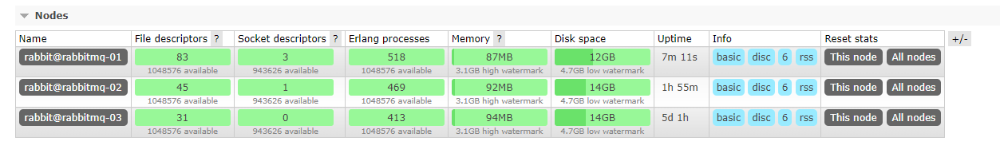 Nodes
Name File descriptors ? Socket descriptors ? Erlang processes Memory ? Disk space Uptime Info Reset stats +/-
rabbit@rabbitmq-01 83 3 518 87MB 12GB 7m 11s basic disc 6 rss This node All nodes
1048576 available 943626 available 1048576 available 3.1GB high watermark 4.7GB low watermark
rabbit@rabbitmq-02 45 1 469 92MB 14GB 1h 55m basic disc 6 rss This node All nodes
1048576 available 943626 available 1048576 available 3.1GB high watermark 4.7GB low watermark
rabbit@rabbitmq-03 31 0 413 94MB 14GB 5d 1h basic disc 6 rss This node All nodes
1048576 available 943626 available 1048576 available 3.1GB high watermark 4.7GB low watermark